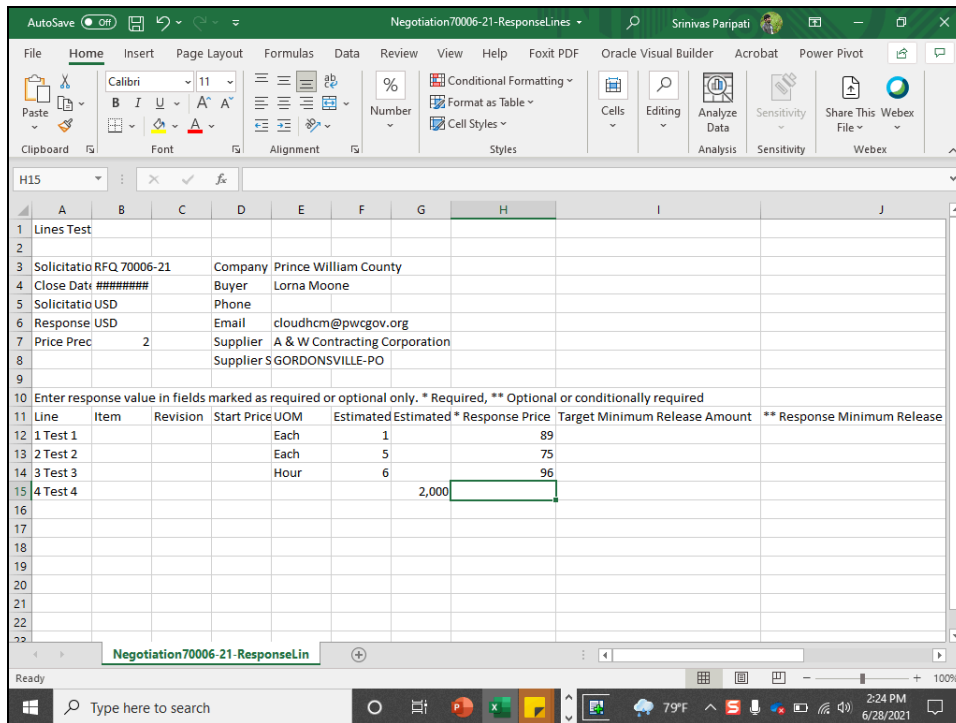 AutoSave Off Negotiation70006-21-ResponseLines Srinivas Paripati
File Home Insert Page Layout Formulas Data Review View Help Foxit PDF Oracle Visual Builder Acrobat Power Pivot
Paste Calibri 11 B I U A A A ab % Number Conditional Formatting Format as Table Cell Styles Cells Editing Analyze Data Sensitivity Share This File Webex
Clipboard Font Alignment Styles Analysis Sensitivity Webex
H15 fx
A B C D E F G H I J
1 Lines Test
2
3 Solicitatio RFQ 70006-21 Company Prince William County
4 Close Date ######## Buyer Lorna Moone
5 Solicitatio USD Phone
6 Response USD Email cloudhcm@pwcgov.org
7 Price Prec 2 Supplier A & W Contracting Corporation
8 Supplier S GORDONSVILLE-PO
9
10 Enter response value in fields marked as required or optional only. * Required, ** Optional or conditionally required
11 Line Item Revision Start Price UOM Estimated Estimated * Response Price Target Minimum Release Amount ** Response Minimum Release
12 1 Test 1 Each 1 89
13 2 Test 2 Each 5 75
14 3 Test 3 Hour 6 96
15 4 Test 4 2,000
16
17
18
19
20
21
22
23
Negotiation70006-21-ResponseLin
Ready 100%
Type here to search 79°F 2:24 PM
6/28/2021